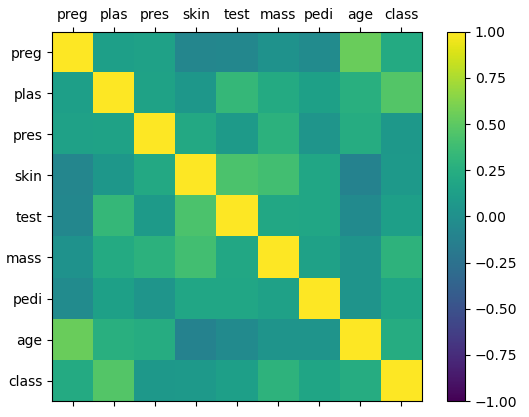 preg plas pres skin test mass pedi age class
preg
plas
pres
skin
test
mass
pedi
age
class
1.00
0.75
0.50
0.25
0.00
−0.25
−0.50
−0.75
−1.00